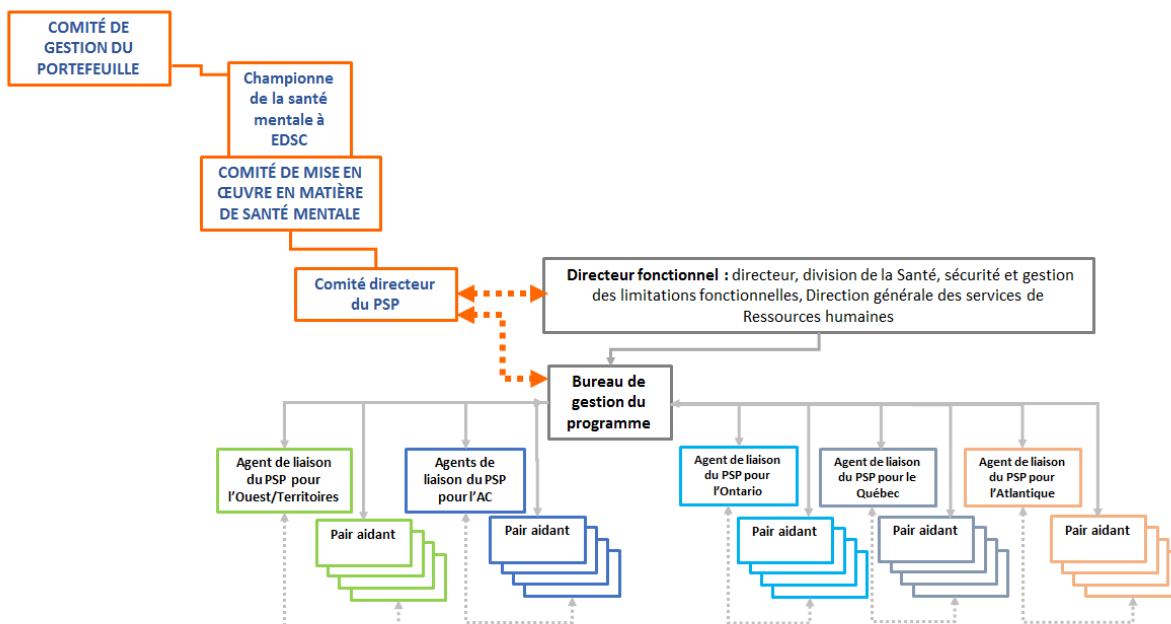 COMITÉ DE
GESTION DU
PORTEFEUILLE
Championne
de la santé
mentale à
EDSC
COMITÉ DE MISE EN
ŒUVRE EN MATIÈRE
DE SANTÉ MENTALE
Comité directeur
du PSP
Directeur fonctionnel : directeur, division de la Santé, sécurité et gestion
des limitations fonctionnelles, Direction générale des services de
Ressources humaines
Bureau de
gestion du
programme
Agent de liaison
du PSP pour
l’Ouest/Territoires
Agents de
liaison du PSP
pour l’AC
Agent de liaison
du PSP pour
l’Ontario
Agent de liaison
du PSP pour le
Québec
Agent de liaison
du PSP pour
l’Atlantique
Pair aidant
Pair aidant
Pair aidant
Pair aidant
Pair aidant